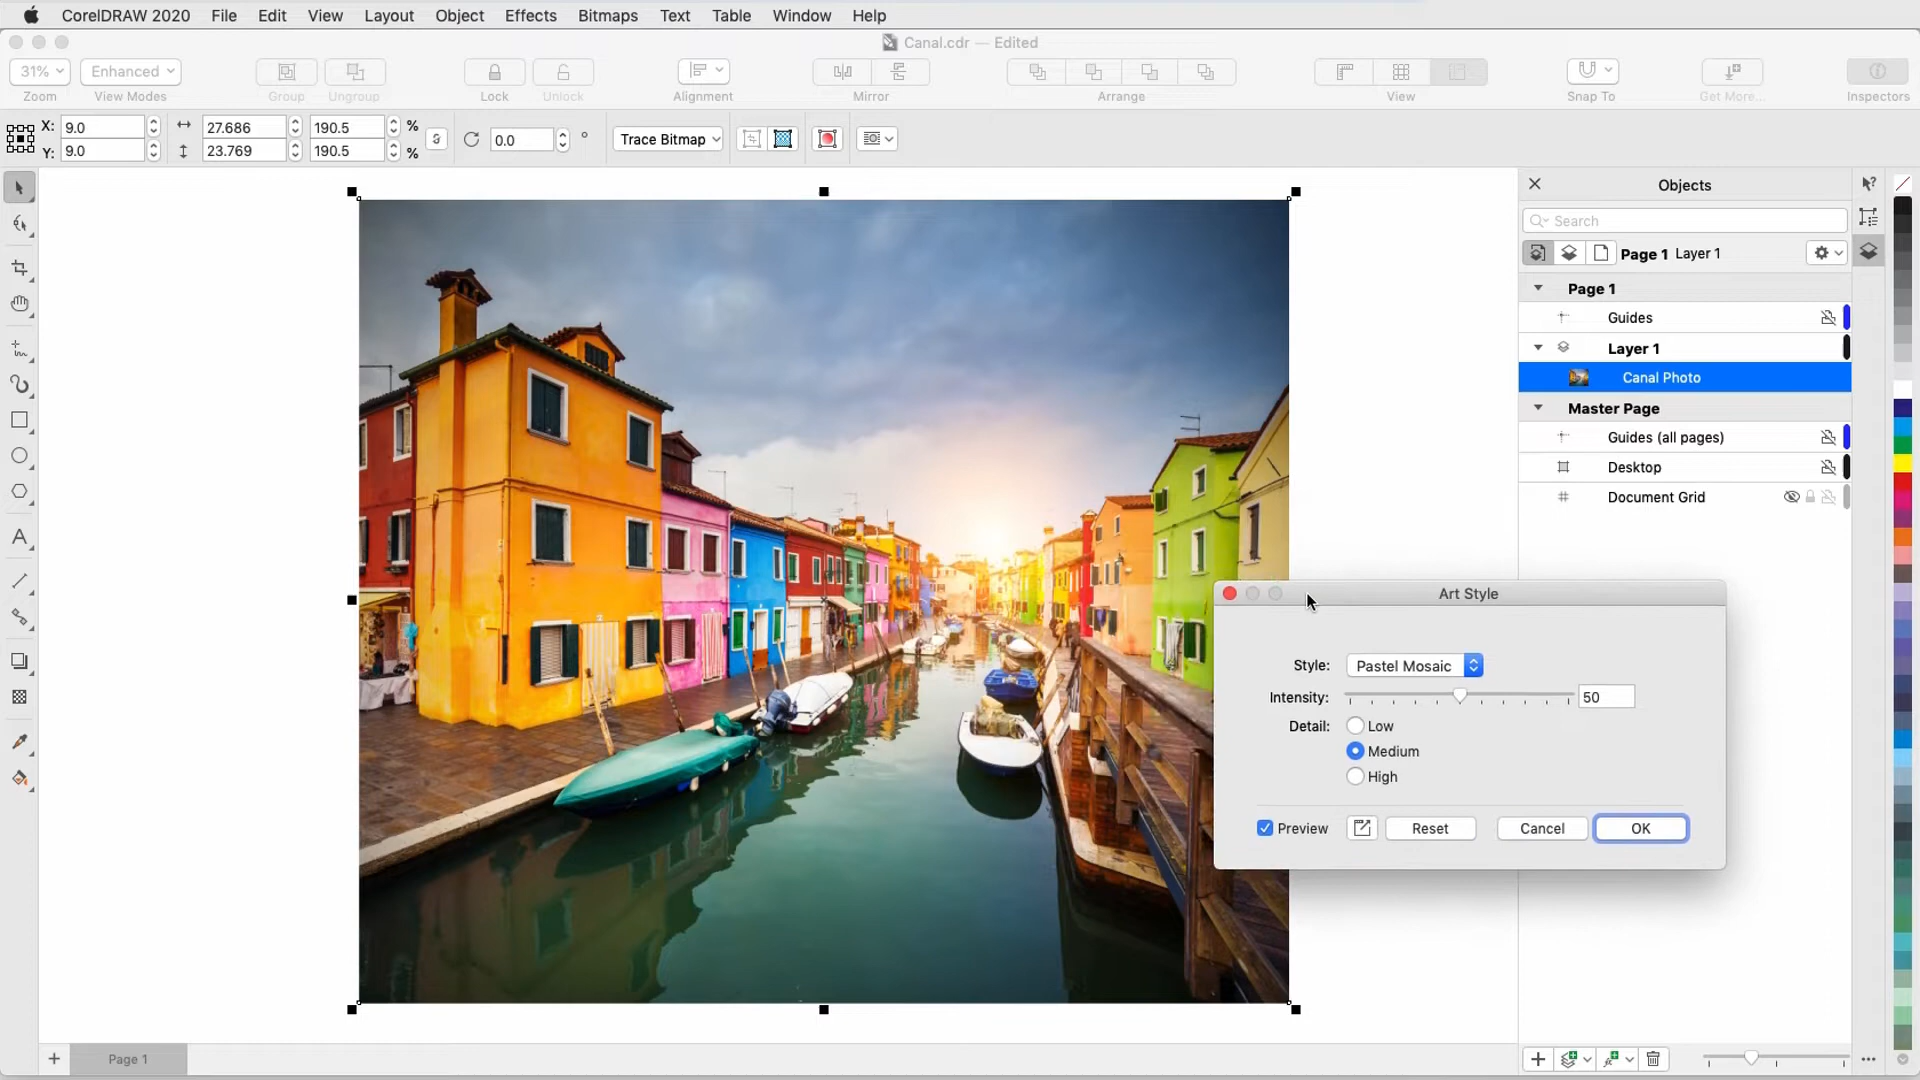 CorelDRAW 2020 File Edit View Layout Object Effects Bitmaps Text Table Window Help
Canal.cdr — Edited
31% Enhanced
Zoom View Modes Group Ungroup Lock Unlock Alignment Mirror Arrange View Snap To Get More... Inspectors
X: 9.0 27.686 190.5 %
Y: 9.0 23.769 190.5 %
0.0 °
Trace Bitmap
Objects
Search
Page 1 Layer 1
Page 1
Guides
Layer 1
Canal Photo
Master Page
Guides (all pages)
Desktop
Document Grid
Art Style
Style: Pastel Mosaic
Intensity: 50
Detail: Low
Medium
High
Preview Reset Cancel OK
Page 1